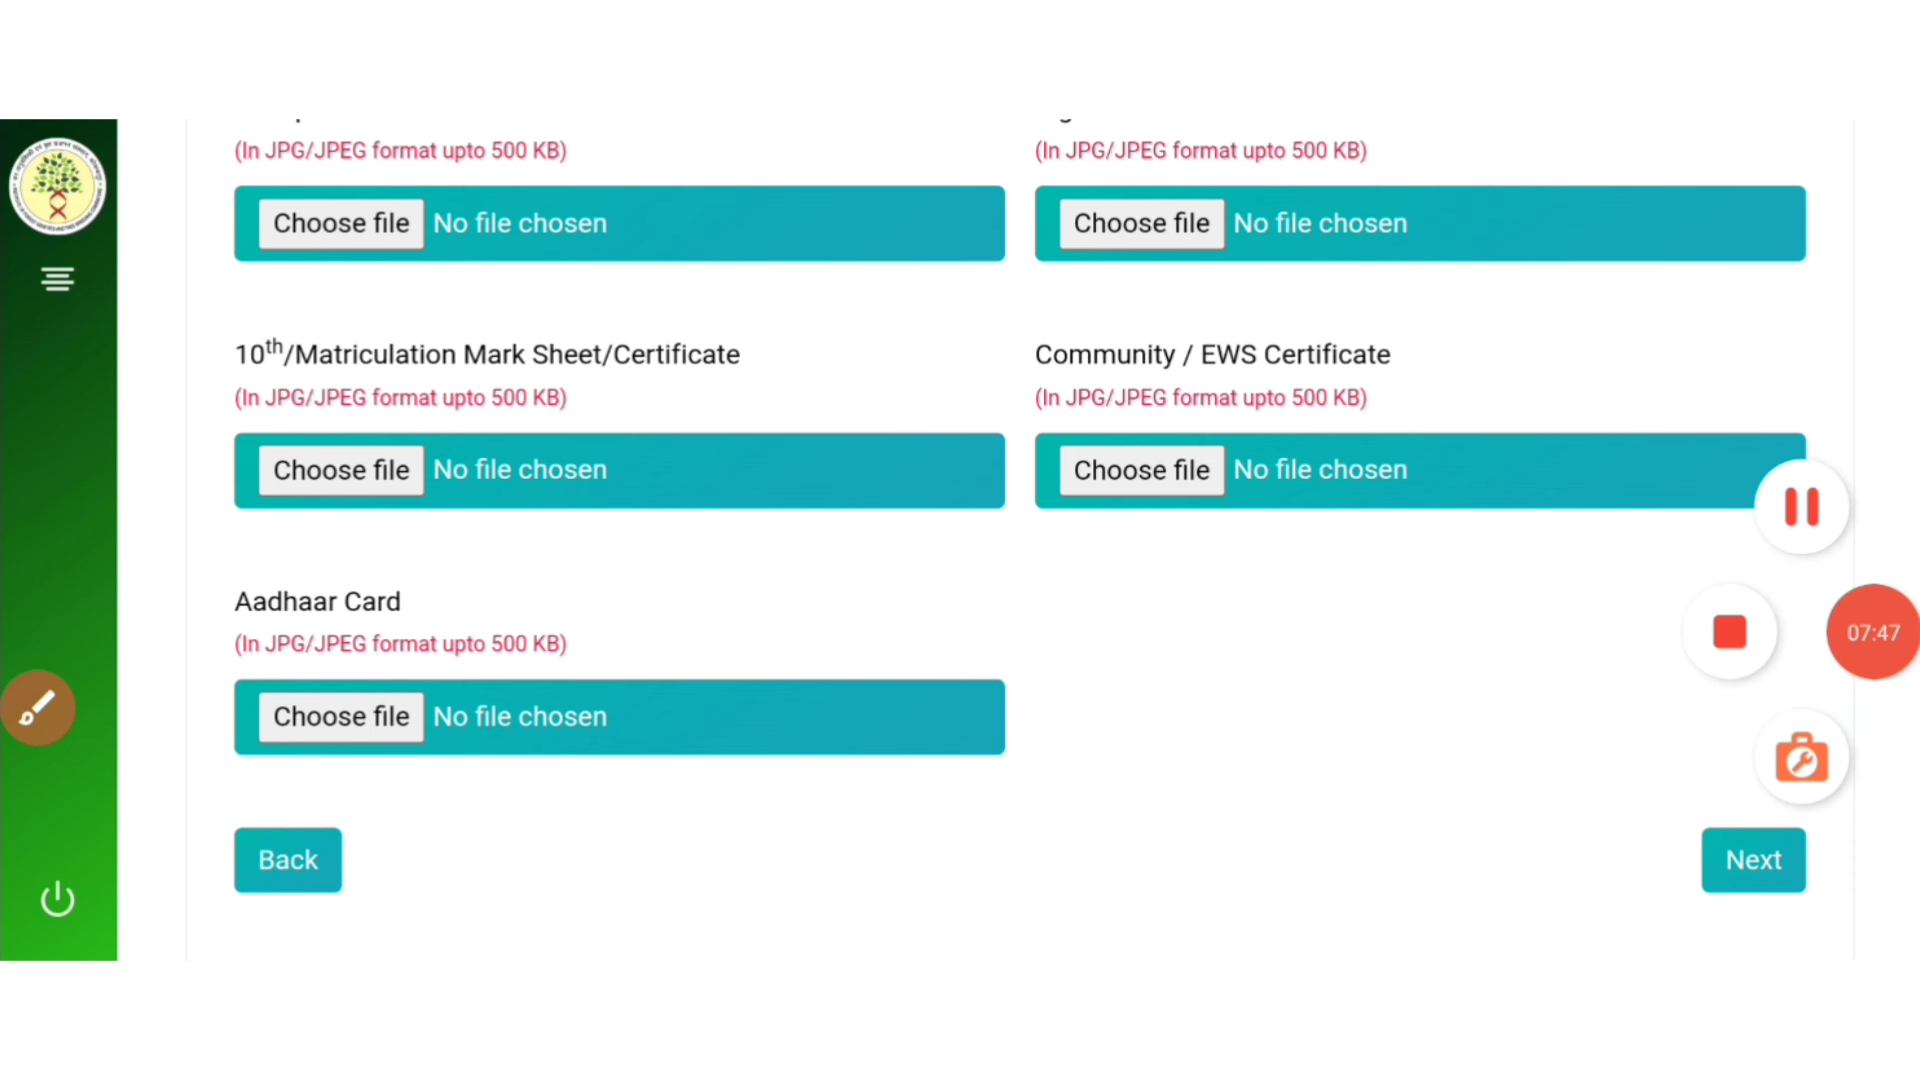 (In JPG/JPEG format upto 500 KB)
(In JPG/JPEG format upto 500 KB)
Choose file No file chosen
Choose file No file chosen
10th/Matriculation Mark Sheet/Certificate
Community / EWS Certificate
(In JPG/JPEG format upto 500 KB)
(In JPG/JPEG format upto 500 KB)
Choose file No file chosen
Choose file No file chosen
Aadhaar Card
(In JPG/JPEG format upto 500 KB)
07:47
Choose file No file chosen
Back
Next